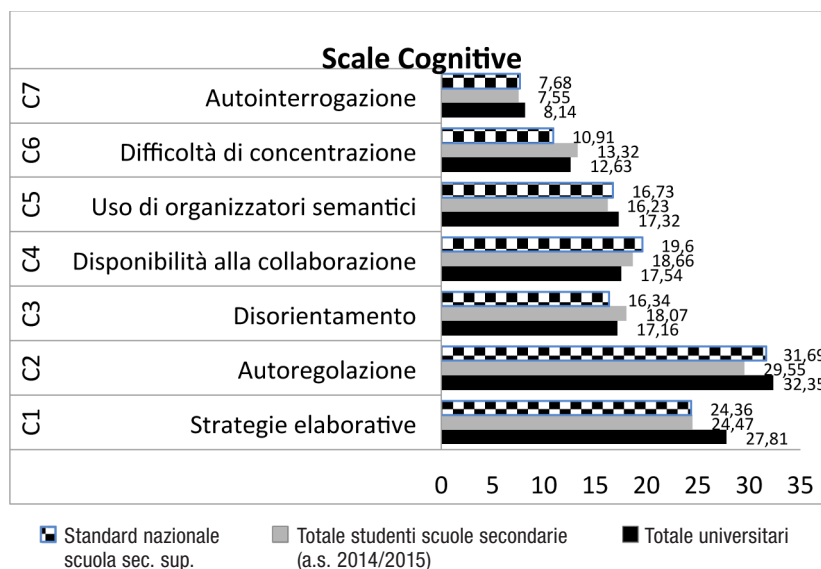 Scale Cognitive
C7 Autointerrogazione 7,68 7,55 8,14
C6 Difficoltà di concentrazione 10,91 13,32 12,63
C5 Uso di organizzatori semantici 16,73 16,23 17,32
C4 Disponibilità alla collaborazione 19,6 18,66 17,54
C3 Disorientamento 16,34 18,07 17,16
C2 Autoregolazione 31,69 29,55 32,35
C1 Strategie elaborative 24,36 24,47 27,81
0 5 10 15 20 25 30 35
Standard nazionale
scuola sec. sup.
Totale studenti scuole secondarie
(a.s. 2014/2015)
Totale universitari